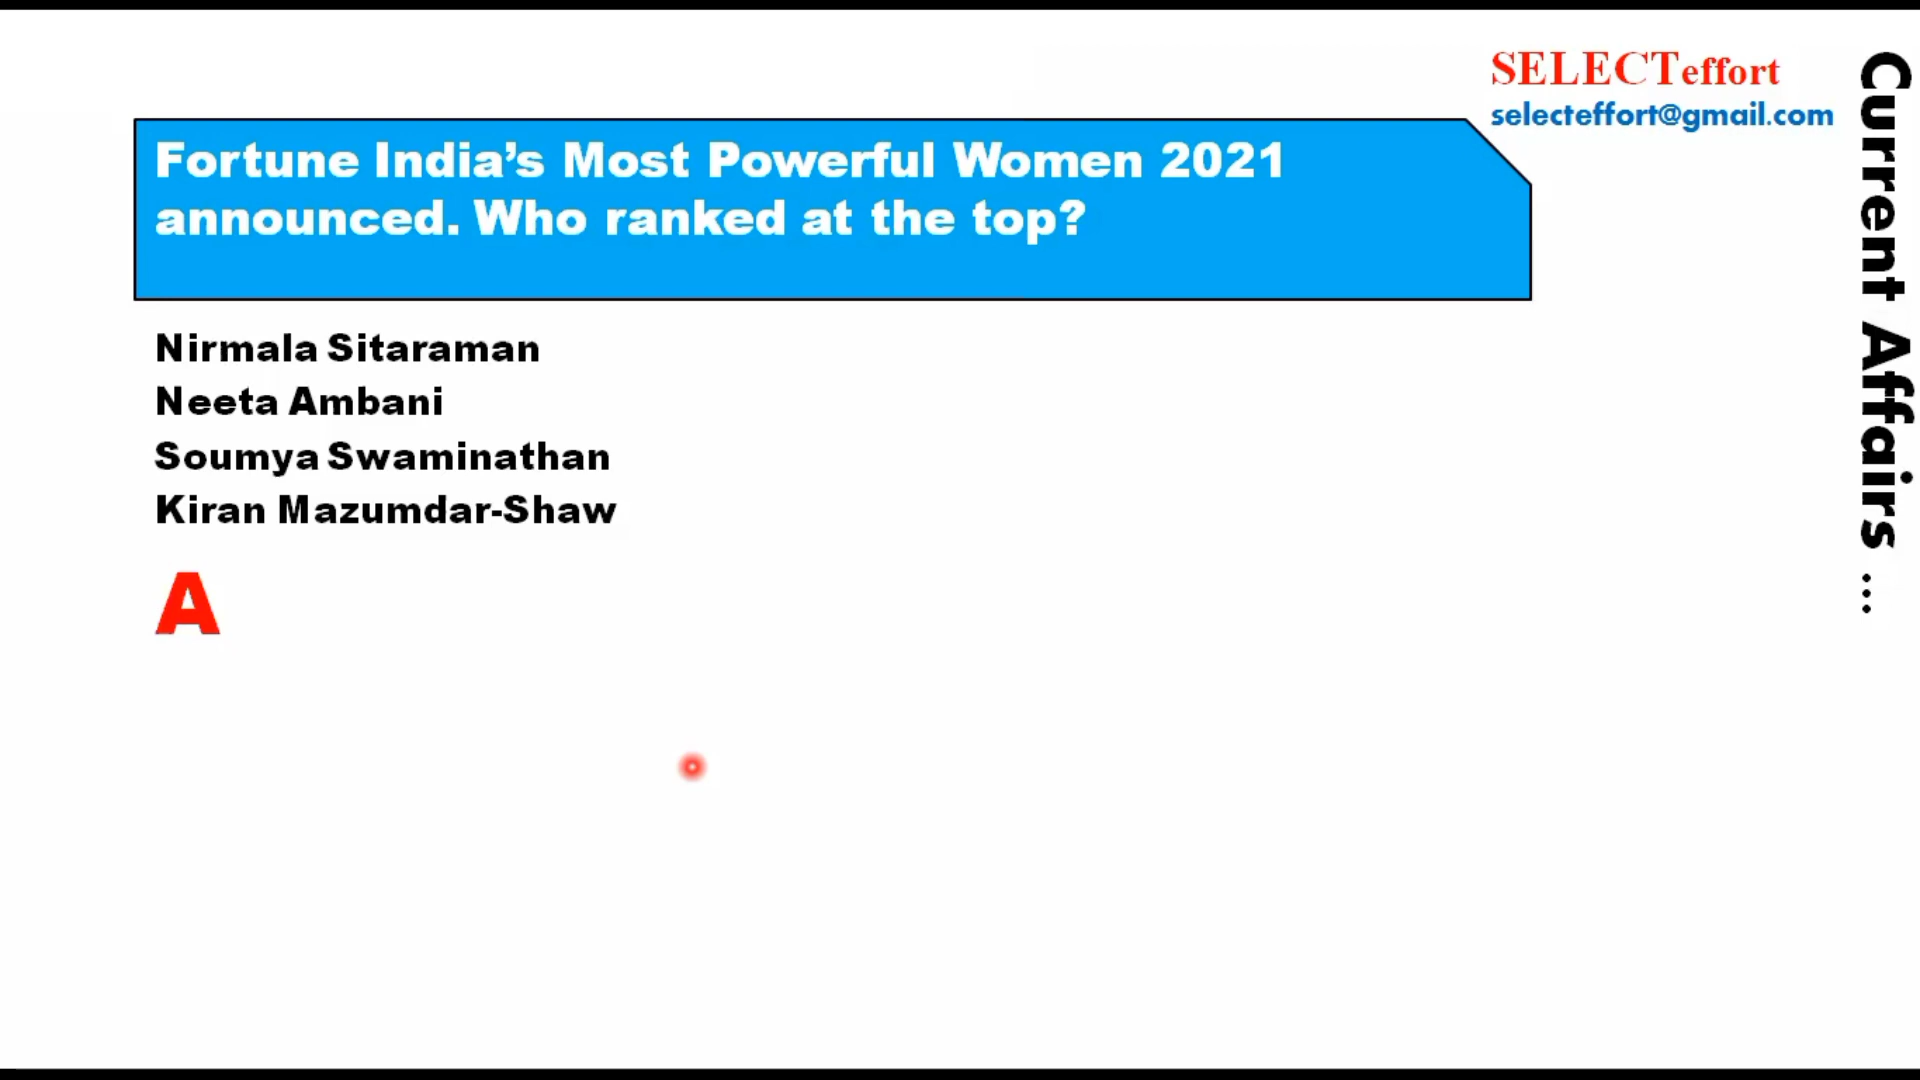 SELECTeffort
selecteffort@gmail.com
Fortune India’s Most Powerful Women 2021
announced. Who ranked at the top?
Nirmala Sitaraman
Neeta Ambani
Soumya Swaminathan
Kiran Mazumdar-Shaw
A
Current Affairs ...